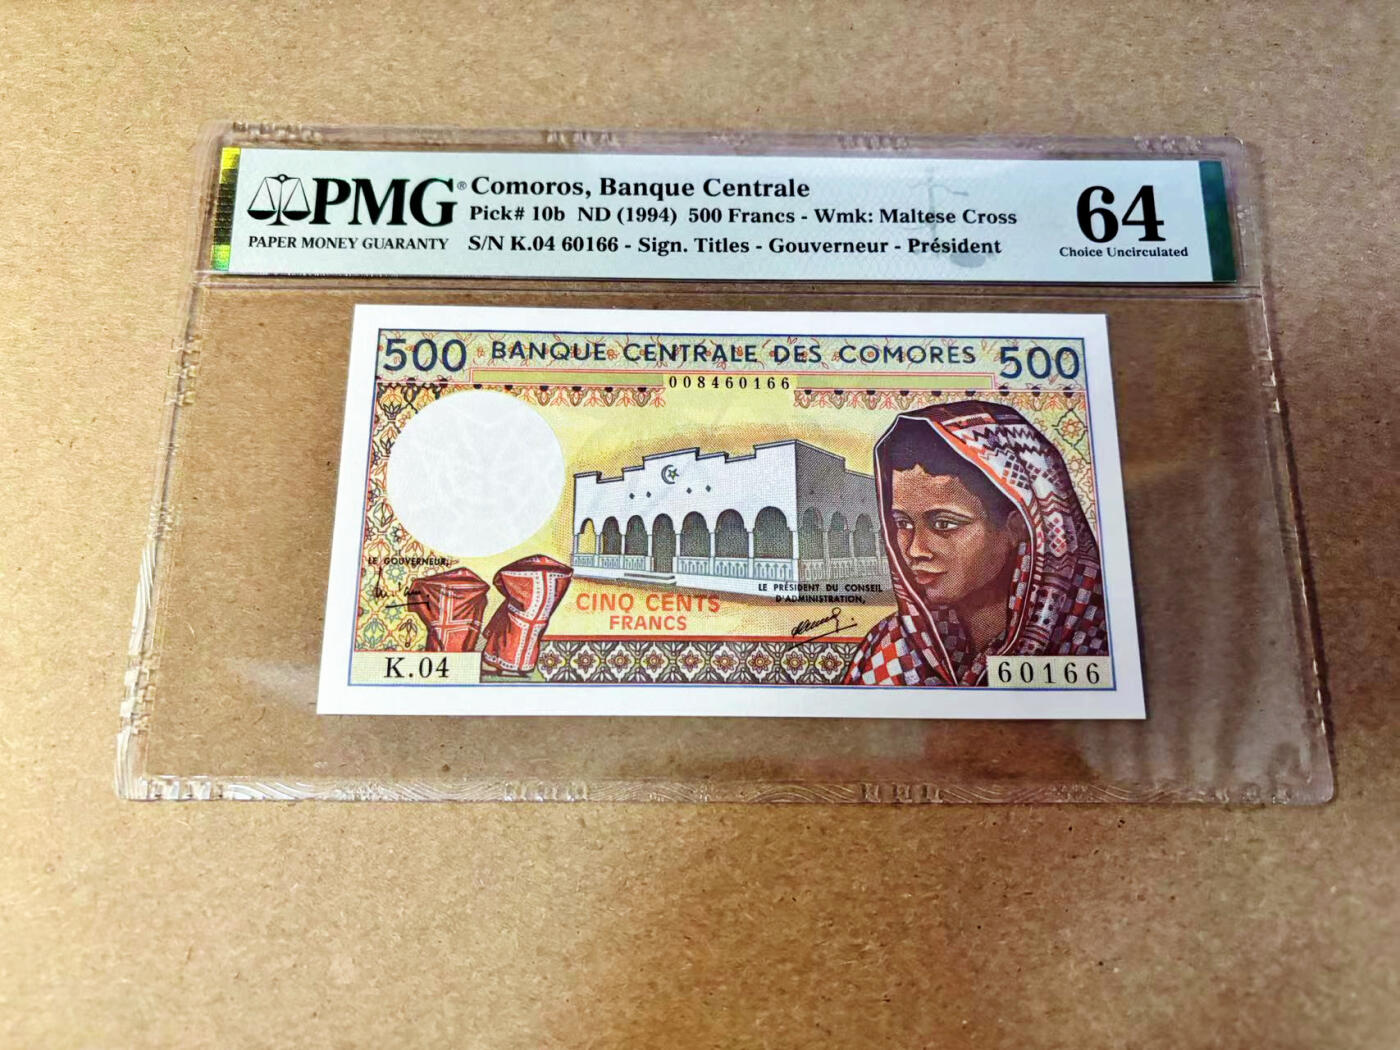 PMG®
PAPER MONEY GUARANTY
Comoros, Banque Centrale
Pick# 10b ND (1994) 500 Francs - Wmk: Maltese Cross
S/N K.04 60166 - Sign. Titles - Gouverneur - Président
64
Choice Uncirculated
500 BANQUE CENTRALE DES COMORES 500
008460166
LE GOUVERNEUR,
LE PRÉSIDENT DU CONSEIL
D'ADMINISTRATION,
CINQ CENTS
FRANCS
K.04
60166